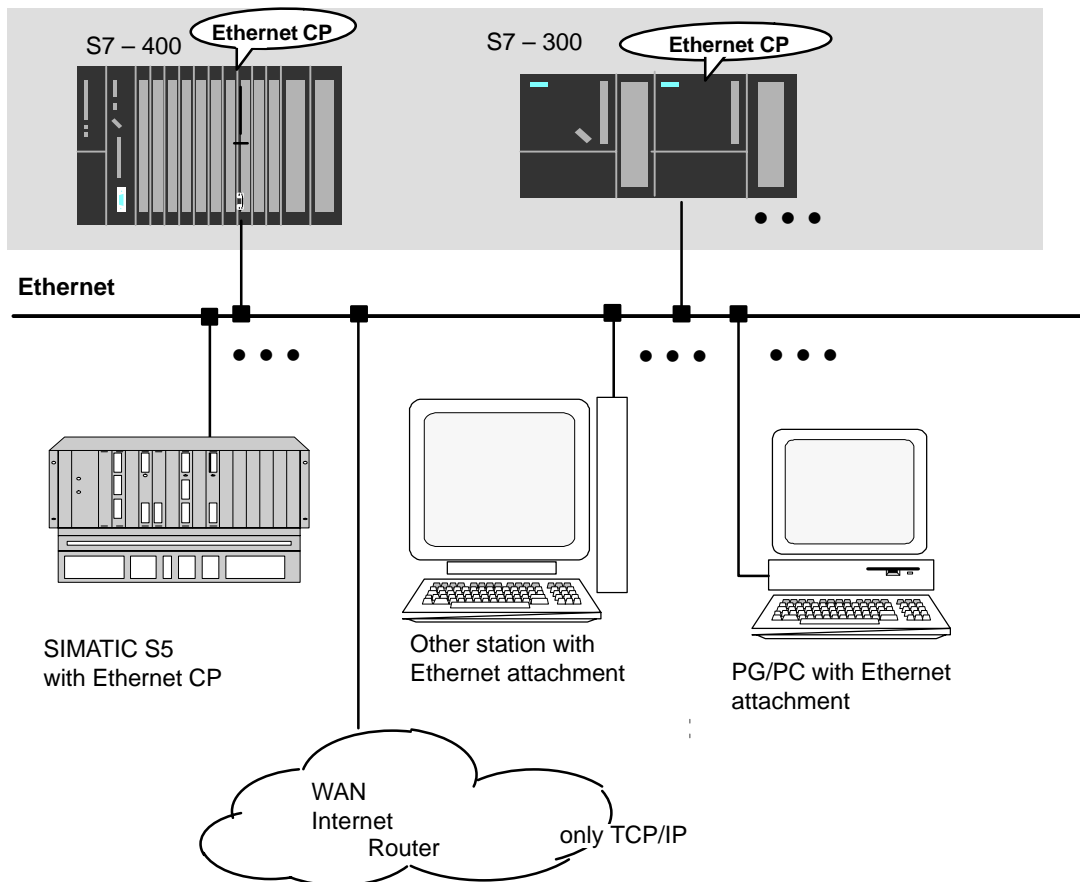 S7 – 400
Ethernet CP
S7 – 300
Ethernet CP
Ethernet
SIMATIC S5
with Ethernet CP
Other station with
Ethernet attachment
PG/PC with Ethernet
attachment
WAN
Internet
Router
only TCP/IP